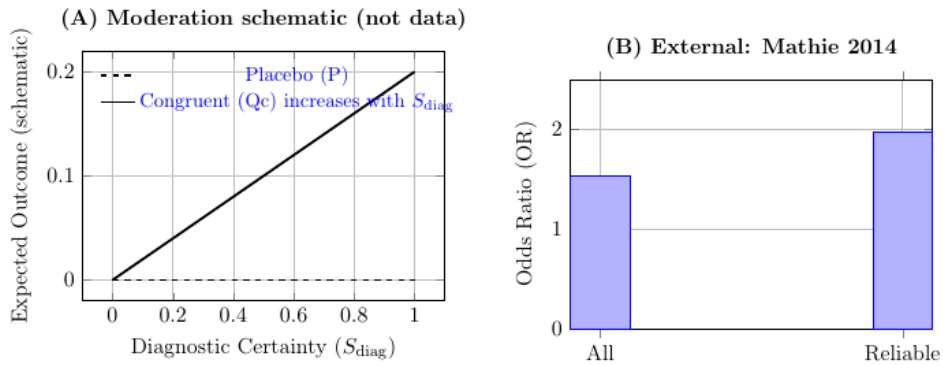 (A) Moderation schematic (not data)
Expected Outcome (schematic)
0.2
0.1
0
Placebo (P)
Congruent (Qc) increases with S_diag
0 0.2 0.4 0.6 0.8 1
Diagnostic Certainty (S_diag)
(B) External: Mathie 2014
Odds Ratio (OR)
2
1
0
All Reliable